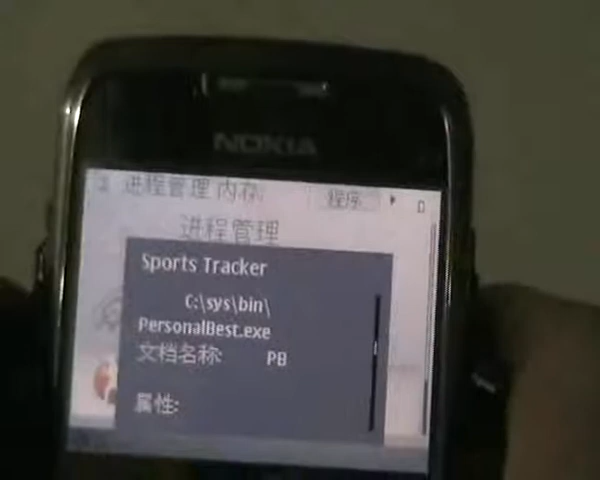 NOKIA
进程管理 内存 程序
进程管理
Sports Tracker
C:\sys\bin\
PersonalBest.exe
文档名称: PB
属性: